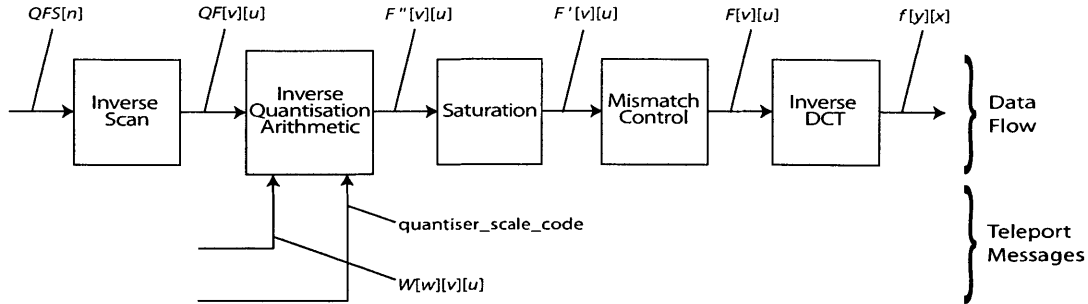 QFS[n]
QF[v][u]
F''[v][u]
F'[v][u]
F[v][u]
f[y][x]
Inverse
Scan
Inverse
Quantisation
Arithmetic
Saturation
Mismatch
Control
Inverse
DCT
Data
Flow
quantiser_scale_code
W[w][v][u]
Teleport
Messages